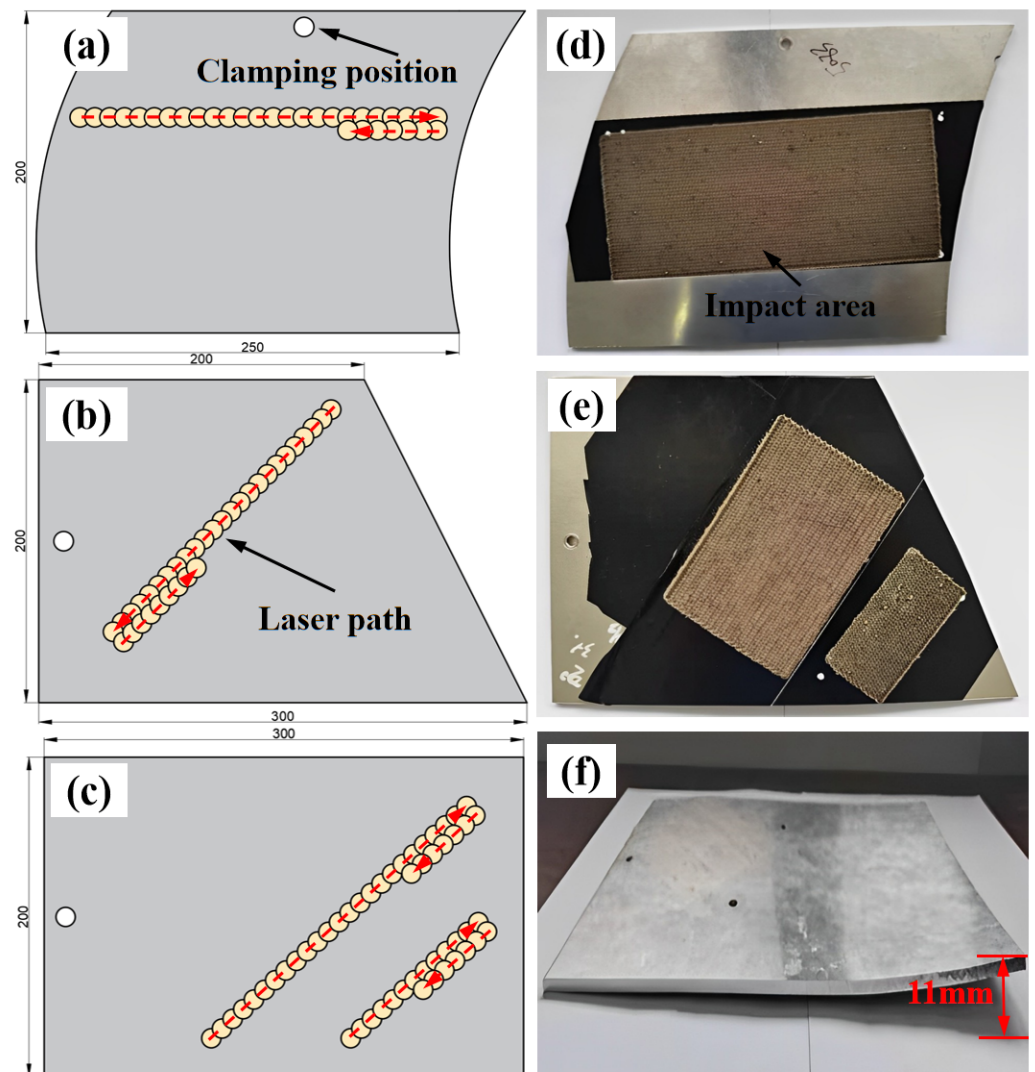 (a)
Clamping position
200
250
(d)
Impact area
200
(b)
200
Laser path
300
(e)
300
(c)
200
(f)
11mm